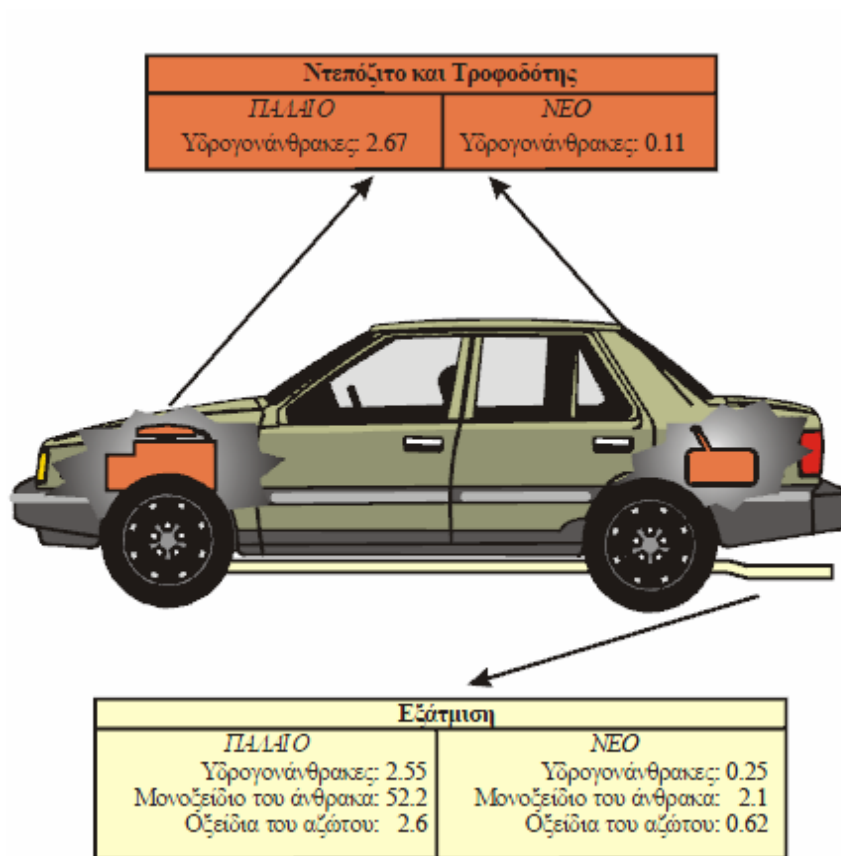 Ντεπόζιτο και Τροφοδότης
ΠΑΛΑΙΟ
Υδρογονάνθρακες: 2.67
ΝΕΟ
Υδρογονάνθρακες: 0.11
Εξάτμιση
ΠΑΛΑΙΟ
Υδρογονάνθρακες: 2.55
Μονοξείδιο του άνθρακα: 52.2
Οξείδια του αζώτου: 2.6
ΝΕΟ
Υδρογονάνθρακες: 0.25
Μονοξείδιο του άνθρακα: 2.1
Οξείδια του αζώτου: 0.62